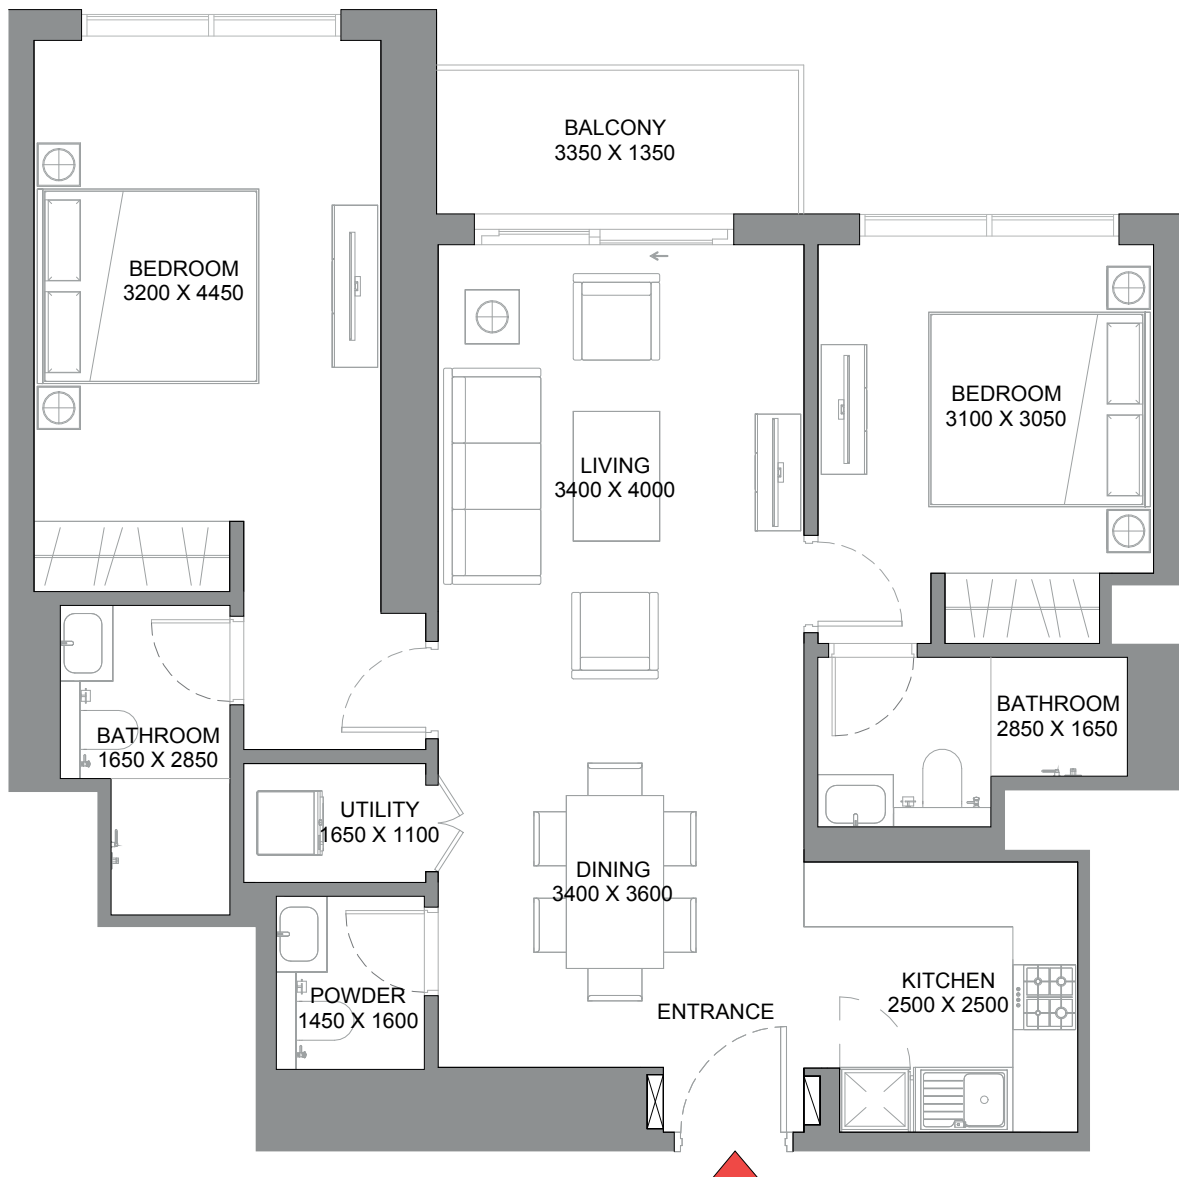 BALCONY
3350 X 1350
BEDROOM
3200 X 4450
BEDROOM
3100 X 3050
LIVING
3400 X 4000
BATHROOM
2850 X 1650
BATHROOM
1650 X 2850
UTILITY
1650 X 1100
DINING
3400 X 3600
KITCHEN
2500 X 2500
POWDER
1450 X 1600
ENTRANCE